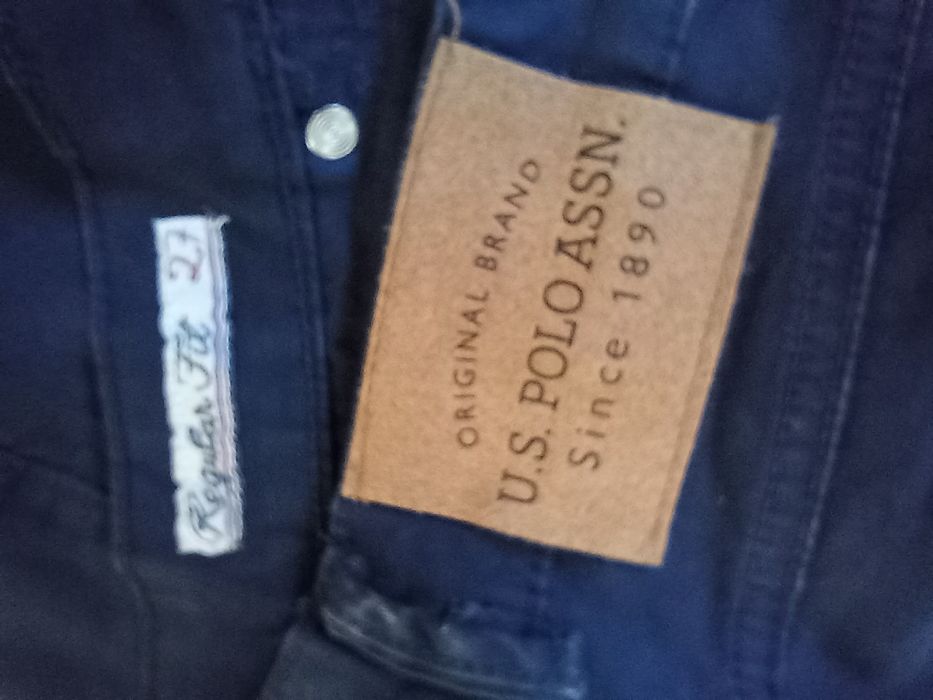 Regular Fit 27
ORIGINAL BRAND
U.S. POLO ASSN.
Since 1890